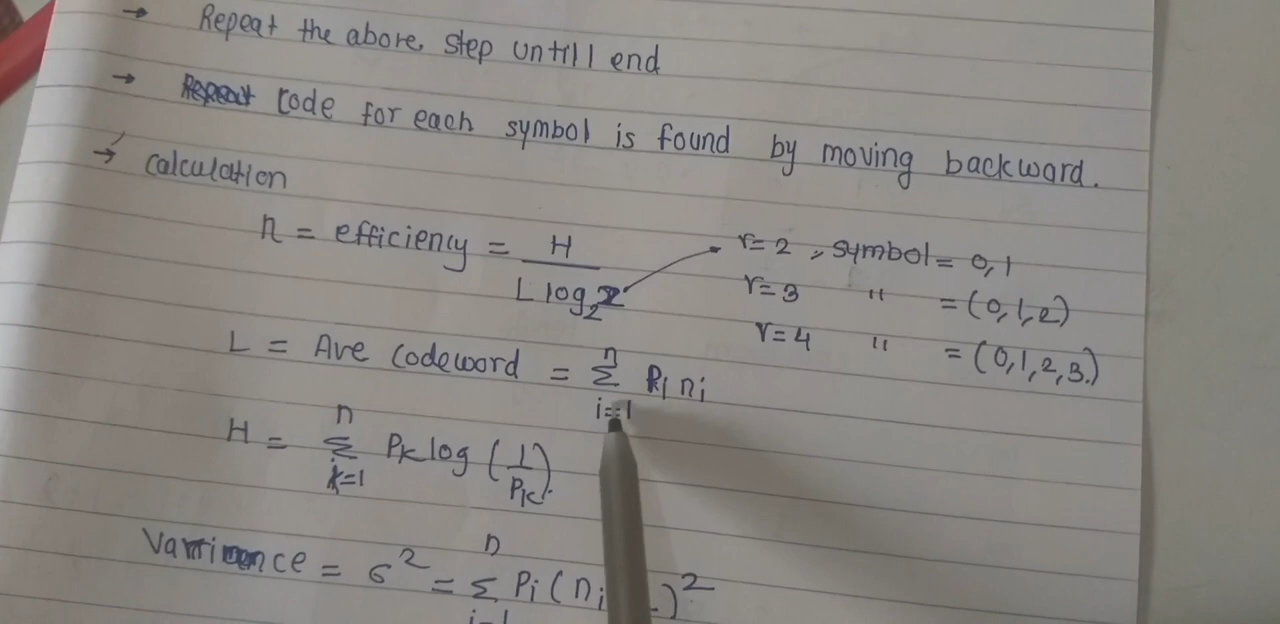 → Repeat the above step untill end
→ Code for each symbol is found by moving backward.
→ calculation
η = efficiency = H / L log₂ r=2, symbol = 0,1
r=3 " = (0,1,2)
r=4 " = (0,1,2,3)
L = Ave codeword = n Σ i=1 Pi ni
H = n Σ k=1 Pk log (1/Pk)
= σ² = n Σ i=1 Pi (ni )²